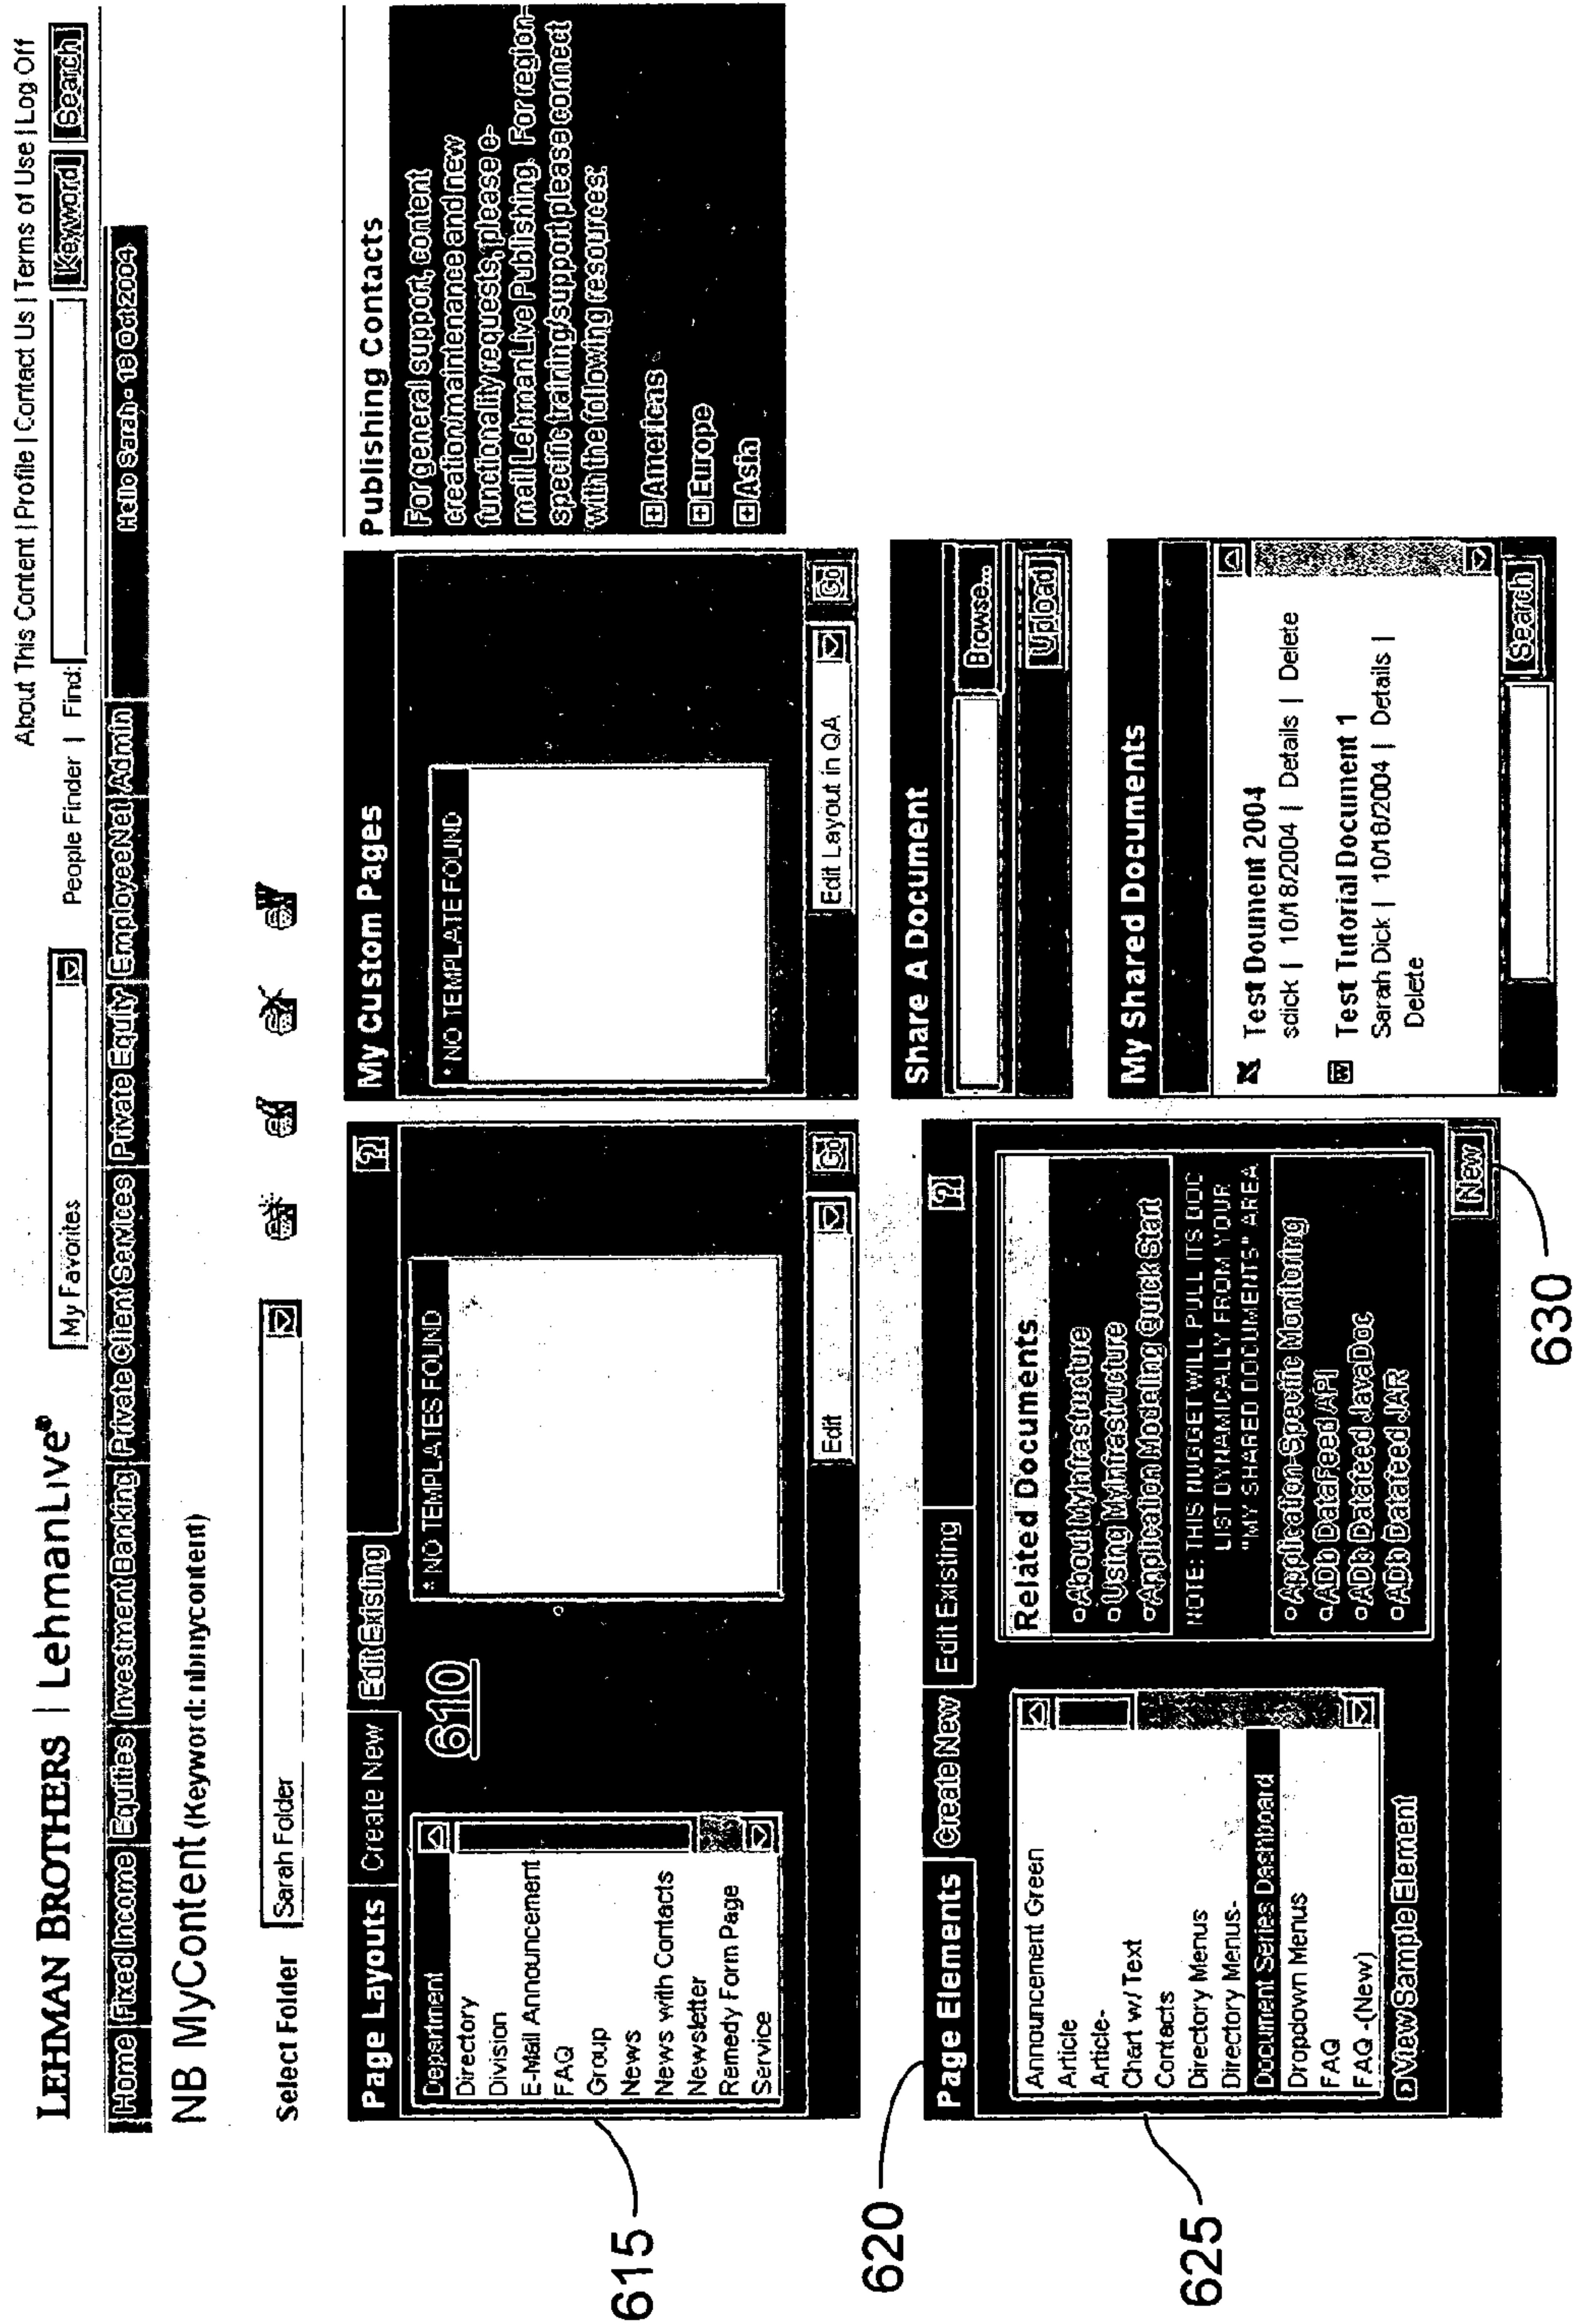 About This Content | Profile | Contact Us | Terms of Use | Log Off
LEHMAN BROTHERS | LehmanLive®
My Favorites
People Finder | Find:
Keyword
Search
Home
Fixed Income
Equities
Investment Banking
Private Client Services
Private Equity
EmployeeNet
Admin
Hello Sarah - 18 Oct 2004
NB MyContent (Keyword: nbmycontent)
Select Folder
Sarah Folder
Page Layouts
Create New
Edit Existing
?
Department
Directory
Division
E-Mail Announcement
FAQ
Group
News
News with Contacts
Newsletter
Remedy Form Page
Service
610
* NO TEMPLATES FOUND
Edit
Go
615
My Custom Pages
* NO TEMPLATE FOUND
Edit Layout in QA
Go
Publishing Contacts
For general support, content
creation/maintenance and new
functionality requests, please e-
mail LehmanLive Publishing. For region-
specific training/support please connect
with the following resources:
Americas
Europe
Asia
620
Page Elements
Create New
Edit Existing
?
Announcement Green
Article
Article-
Chart w/ Text
Contacts
Directory Menus
Directory Menus-
Document Series Dashboard
Dropdown Menus
FAQ
FAQ -(New)
View Sample Element
625
Related Documents
About MyInfrastructure
Using MyInfrastructure
Application Modeling Quick Start
NOTE: THIS NUGGET WILL PULL ITS DOC
LIST DYNAMICALLY FROM YOUR
"MY SHARED DOCUMENTS" AREA
Application-Specific Monitoring
ADb DataFeed API
ADb Datafeed JavaDoc
ADb Datafeed JAR
New
630
Share A Document
Browse...
Upload
My Shared Documents
Test Doument 2004
sdick | 10/18/2004 | Details | Delete
W
Test Tutorial Document 1
Sarah Dick | 10/18/2004 | Details |
Delete
Search